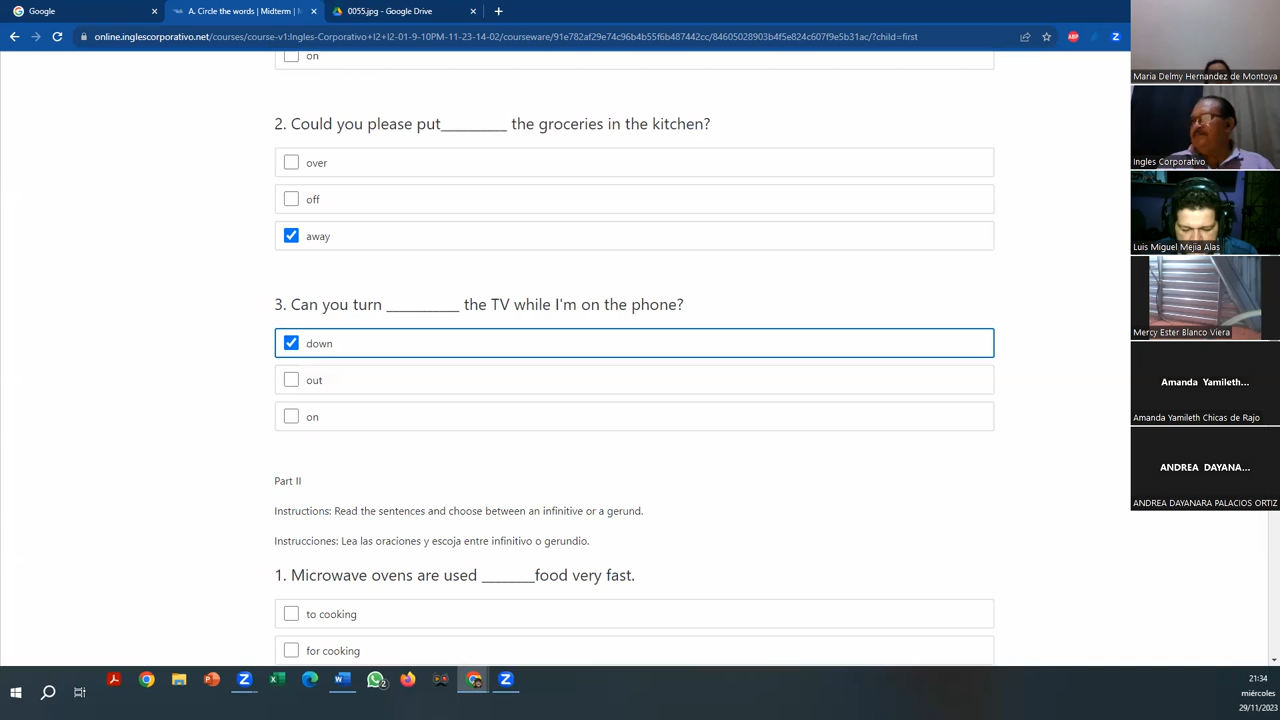 Google
A. Circle the words | Midterm |
0055.jpg - Google Drive
online.inglescorporativo.net/courses/course-v1:Ingles-Corporativo+I2+I2-01-9-10PM-11-23-14-02/courseware/91e782af29e74c96b4b55f6b487442cc/84605028903b4f5e824c607f9e5b31ac/?child=first
ABP
on
2. Could you please put__________ the groceries in the kitchen?
over
off
away
3. Can you turn ___________ the TV while I'm on the phone?
down
out
on
Part II
Instructions: Read the sentences and choose between an infinitive or a gerund.
Instrucciones: Lea las oraciones y escoja entre infinitivo o gerundio.
1. Microwave ovens are used ________food very fast.
to cooking
for cooking
Maria Delmy Hernandez de Montoya
Ingles Corporativo
Luis Miguel Mejia Alas
Mercy Ester Blanco Viera
Amanda Yamileth...
Amanda Yamileth Chicas de Rajo
ANDREA DAYANA...
ANDREA DAYANARA PALACIOS ORTIZ
2
21:34
miércoles
29/11/2023